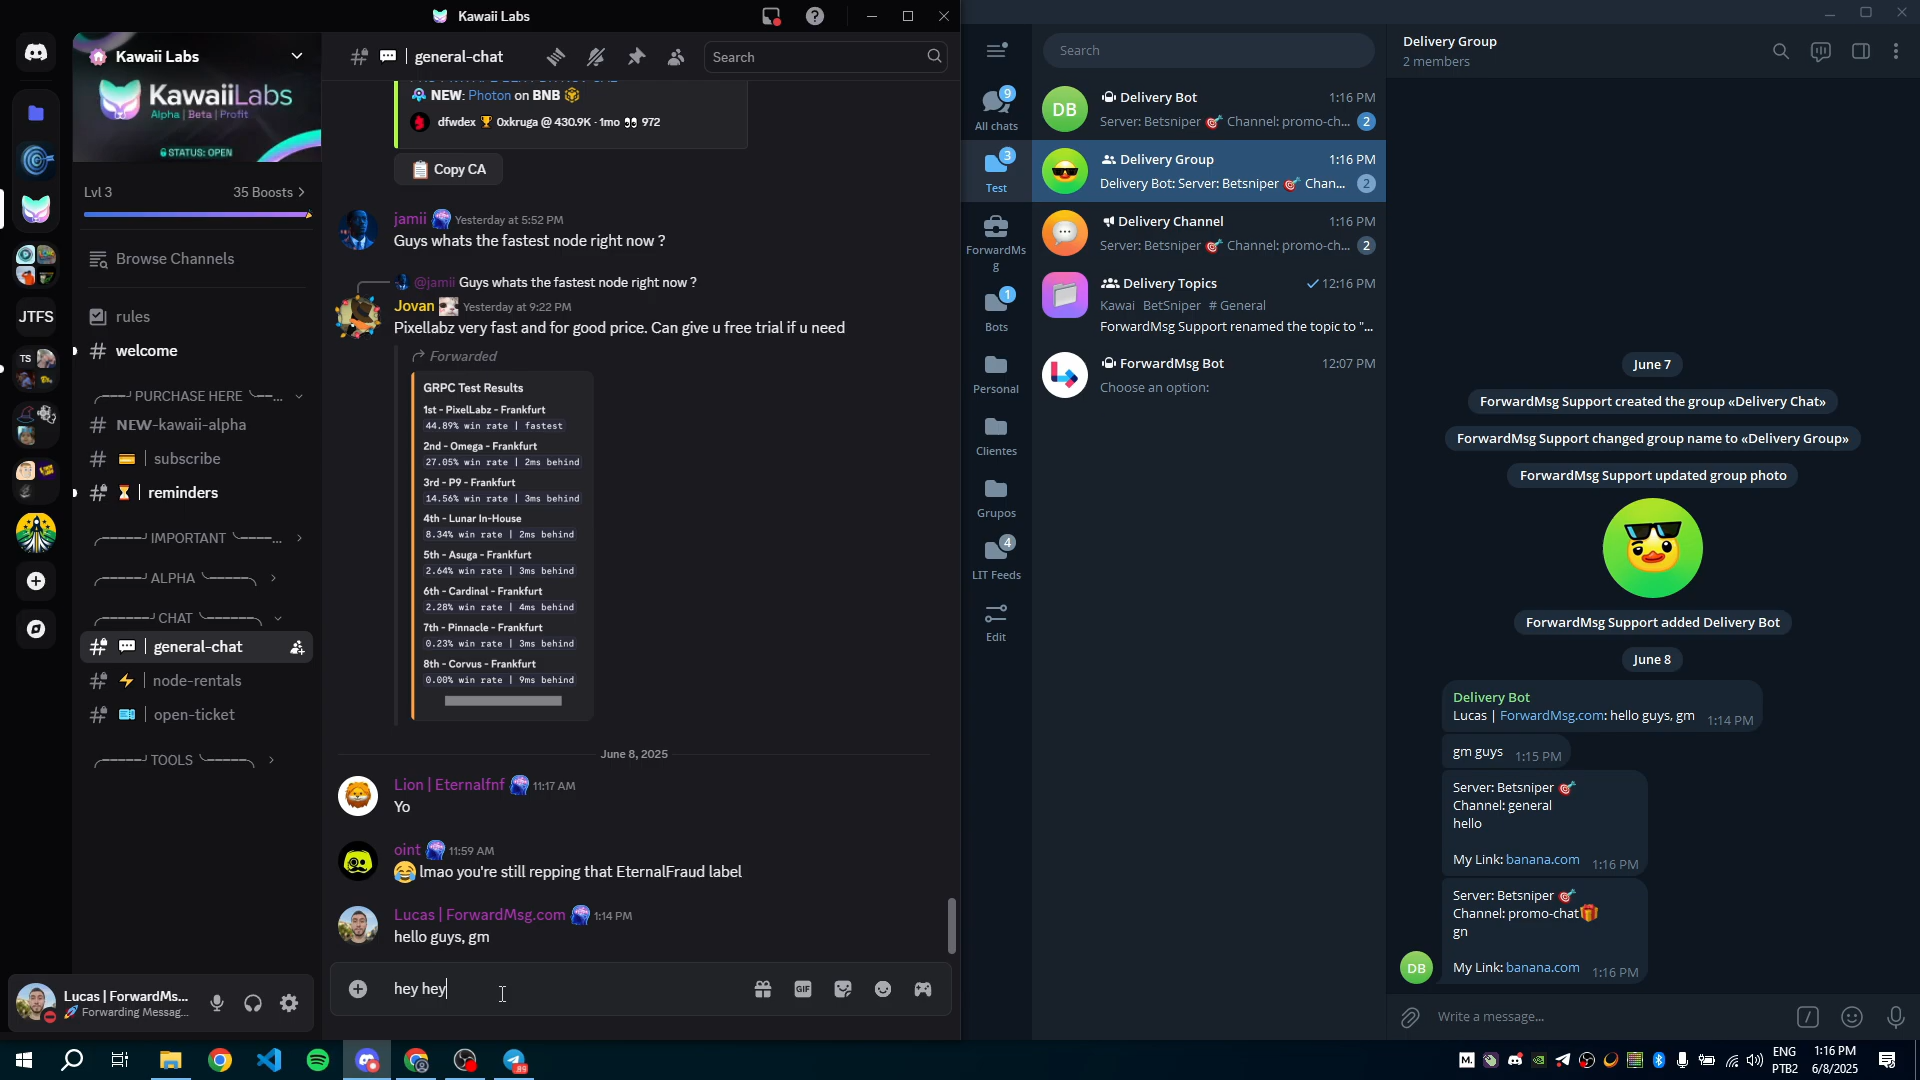 Kawaii Labs
Kawaii Labs
KawaiiLabs
Alpha | Beta | Profit
STATUS: OPEN
Lvl 3
35 Boosts
Browse Channels
rules
welcome
PURCHASE HERE
NEW-kawaii-alpha
subscribe
reminders
IMPORTANT
ALPHA
CHAT
general-chat
node-rentals
open-ticket
TOOLS
JTFS
TS
Lucas | ForwardMs...
🚀 Forwarding Messag...
general-chat
Search
NEW: Photon on BNB
dfwdex 🏆 0xkruga @ 430.9K · 1mo 👀 972
📋 Copy CA
jamii Yesterday at 5:52 PM
Guys whats the fastest node right now ?
@jamii Guys whats the fastest node right now ?
Jovan Yesterday at 9:22 PM
Pixellabz very fast and for good price. Can give u free trial if u need
Forwarded
GRPC Test Results
1st - PixelLabz - Frankfurt
44.89% win rate | fastest
2nd - Omega - Frankfurt
27.05% win rate | 2ms behind
3rd - P9 - Frankfurt
14.56% win rate | 3ms behind
4th - Lunar In-House
8.34% win rate | 2ms behind
5th - Asuga - Frankfurt
2.64% win rate | 3ms behind
6th - Cardinal - Frankfurt
2.28% win rate | 4ms behind
7th - Pinnacle - Frankfurt
0.23% win rate | 3ms behind
8th - Corvus - Frankfurt
0.00% win rate | 9ms behind
June 8, 2025
Lion | Eternalfnf 11:17 AM
Yo
oint 11:59 AM
😂 lmao you're still repping that EternalFraud label
Lucas | ForwardMsg.com 1:14 PM
hello guys, gm
hey hey
GIF
9
All chats
3
Test
ForwardMs
g
1
Bots
Personal
Clientes
Grupos
4
LIT Feeds
Edit
Search
DB
Delivery Bot 1:16 PM
Server: Betsniper 🎯 Channel: promo-ch... 2
Delivery Group 1:16 PM
Delivery Bot: Server: Betsniper 🎯 Chan... 2
Delivery Channel 1:16 PM
Server: Betsniper 🎯 Channel: promo-ch... 2
Delivery Topics 12:16 PM
Kawai BetSniper # General
ForwardMsg Support renamed the topic to "...
ForwardMsg Bot 12:07 PM
Choose an option:
Delivery Group
2 members
June 7
ForwardMsg Support created the group «Delivery Chat»
ForwardMsg Support changed group name to «Delivery Group»
ForwardMsg Support updated group photo
ForwardMsg Support added Delivery Bot
June 8
Delivery Bot
Lucas | ForwardMsg.com: hello guys, gm 1:14 PM
gm guys 1:15 PM
Server: Betsniper 🎯
Channel: general
hello
My Link: banana.com 1:16 PM
Server: Betsniper 🎯
Channel: promo-chat🎁
gn
My Link: banana.com 1:16 PM
DB
Write a message...
89
M.
ENG
PTB2
1:16 PM
6/8/2025